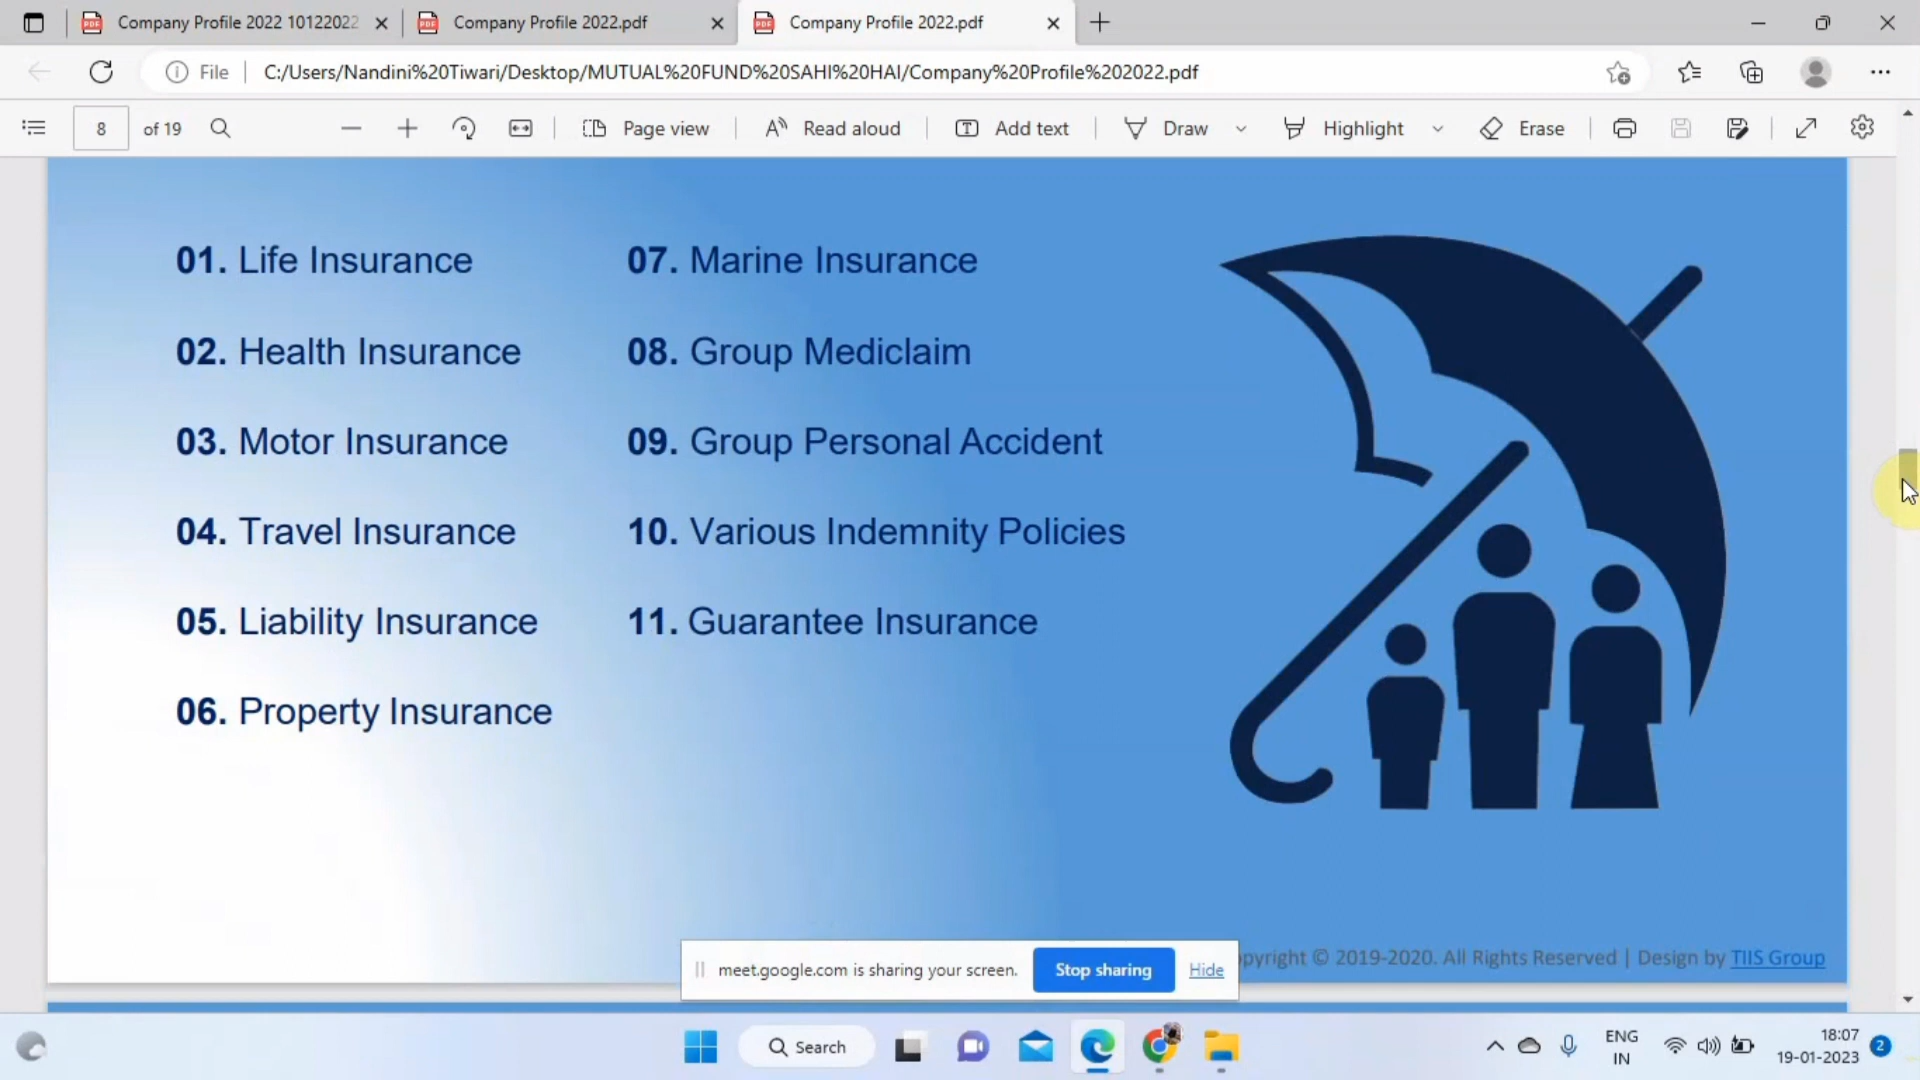 Company Profile 2022 10122022
Company Profile 2022.pdf
Company Profile 2022.pdf
File
C:/Users/Nandini%20Tiwari/Desktop/MUTUAL%20FUND%20SAHI%20HAI/Company%20Profile%202022.pdf
8 of 19
Page view
Read aloud
Add text
Draw
Highlight
Erase
01. Life Insurance
02. Health Insurance
03. Motor Insurance
04. Travel Insurance
05. Liability Insurance
06. Property Insurance
07. Marine Insurance
08. Group Mediclaim
09. Group Personal Accident
10. Various Indemnity Policies
11. Guarantee Insurance
pyright © 2019-2020. All Rights Reserved | Design by TIIS Group
meet.google.com is sharing your screen.
Stop sharing
Hide
Search
ENG
IN
18:07
19-01-2023
2